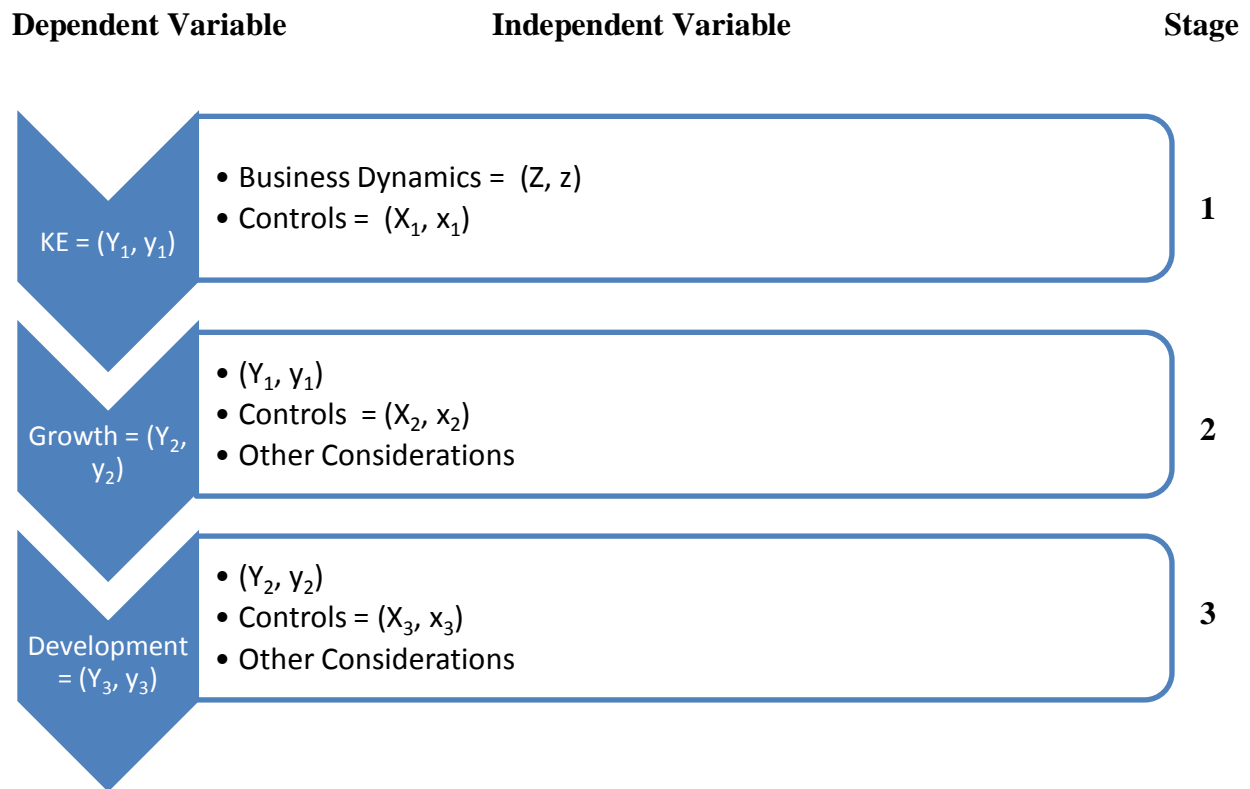 Dependent Variable Independent Variable Stage
KE = (Y₁, y₁)
• Business Dynamics = (Z, z)
• Controls = (X₁, x₁)
1
Growth = (Y₂,
y₂)
• (Y₁, y₁)
• Controls = (X₂, x₂)
• Other Considerations
2
Development
= (Y₃, y₃)
• (Y₂, y₂)
• Controls = (X₃, x₃)
• Other Considerations
3